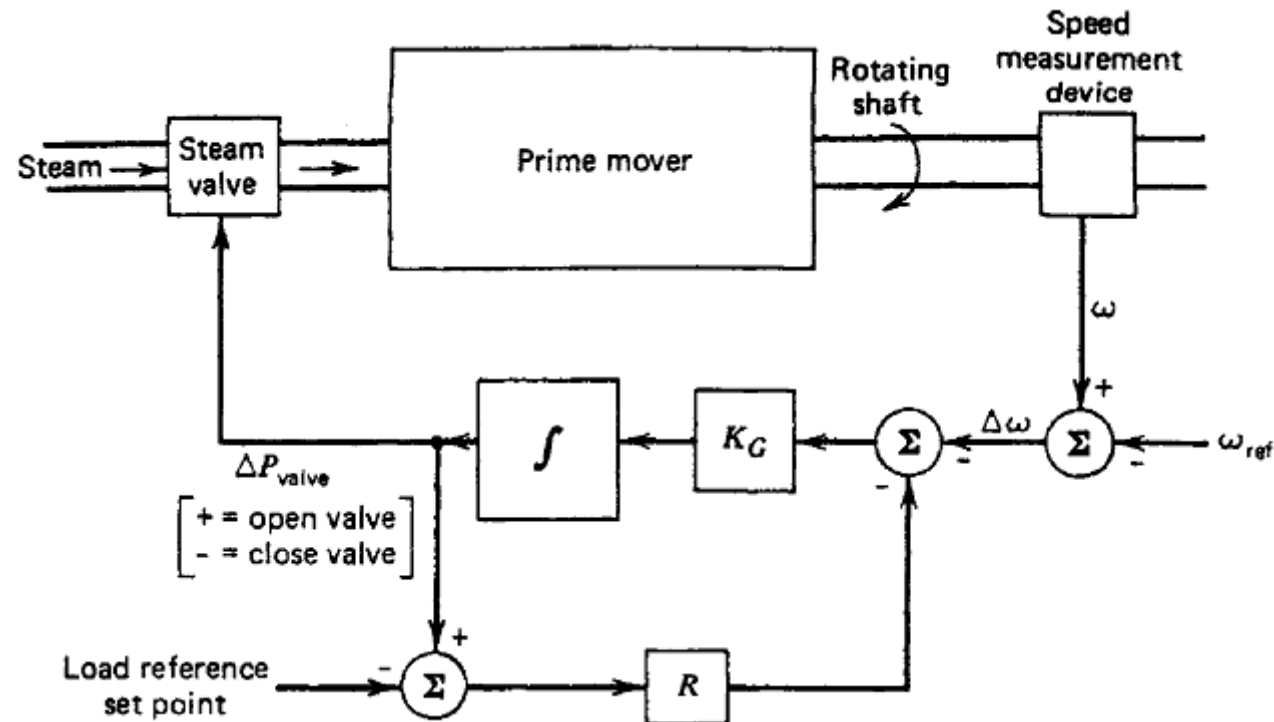 Speed
measurement
device
Rotating
shaft
Steam
Steam
valve
Prime mover
ω
+
Σ
-
ω_ref
Δω
-
Σ
-
K_G
∫
ΔP_valve
+ = open valve
- = close valve
+
-
Σ
Load reference
set point
R